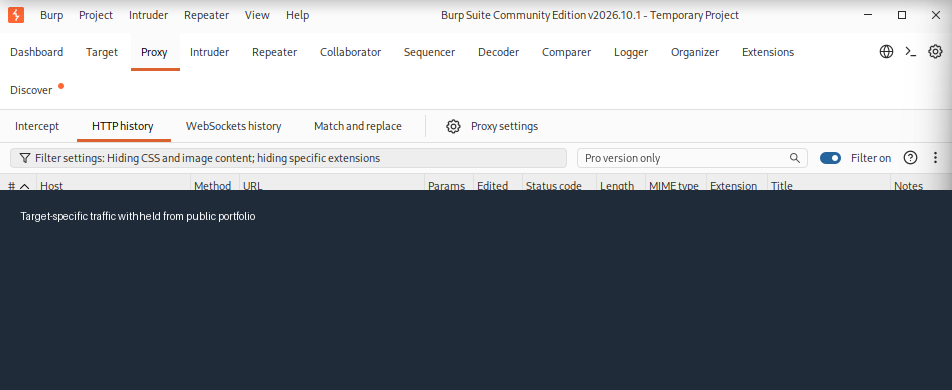 Burp Project Intruder Repeater View Help Burp Suite Community Edition v2026.10.1 - Temporary Project
Dashboard Target Proxy Intruder Repeater Collaborator Sequencer Decoder Comparer Logger Organizer Extensions
Discover
Intercept HTTP history WebSockets history Match and replace Proxy settings
Filter settings: Hiding CSS and image content; hiding specific extensions Pro version only Filter on
# Host Method URL Params Edited Status code Length MIME type Extension Title Notes
Target-specific traffic withheld from public portfolio